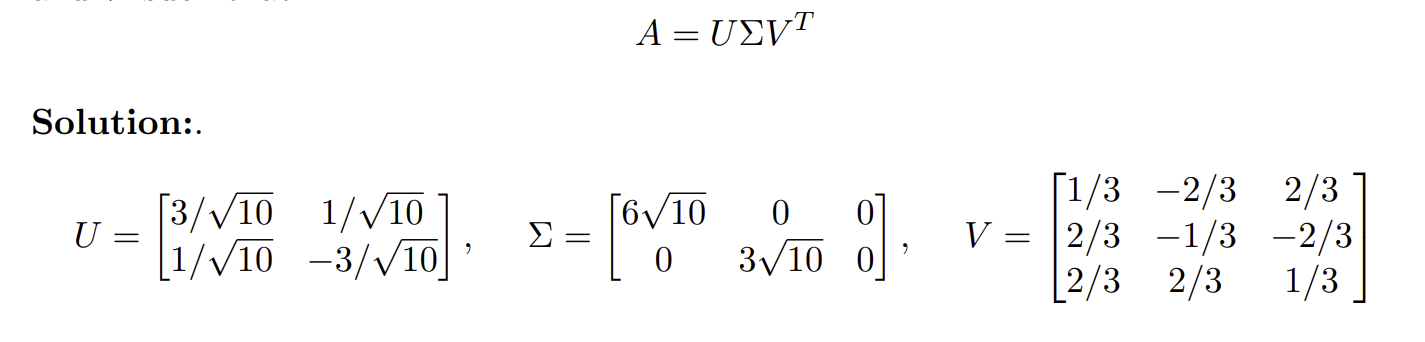 A = UΣV^T
Solution:.
U = [3/√10 1/√10; 1/√10 −3/√10], Σ = [6√10 0 0; 0 3√10 0], V = [1/3 −2/3 2/3; 2/3 −1/3 −2/3; 2/3 2/3 1/3]